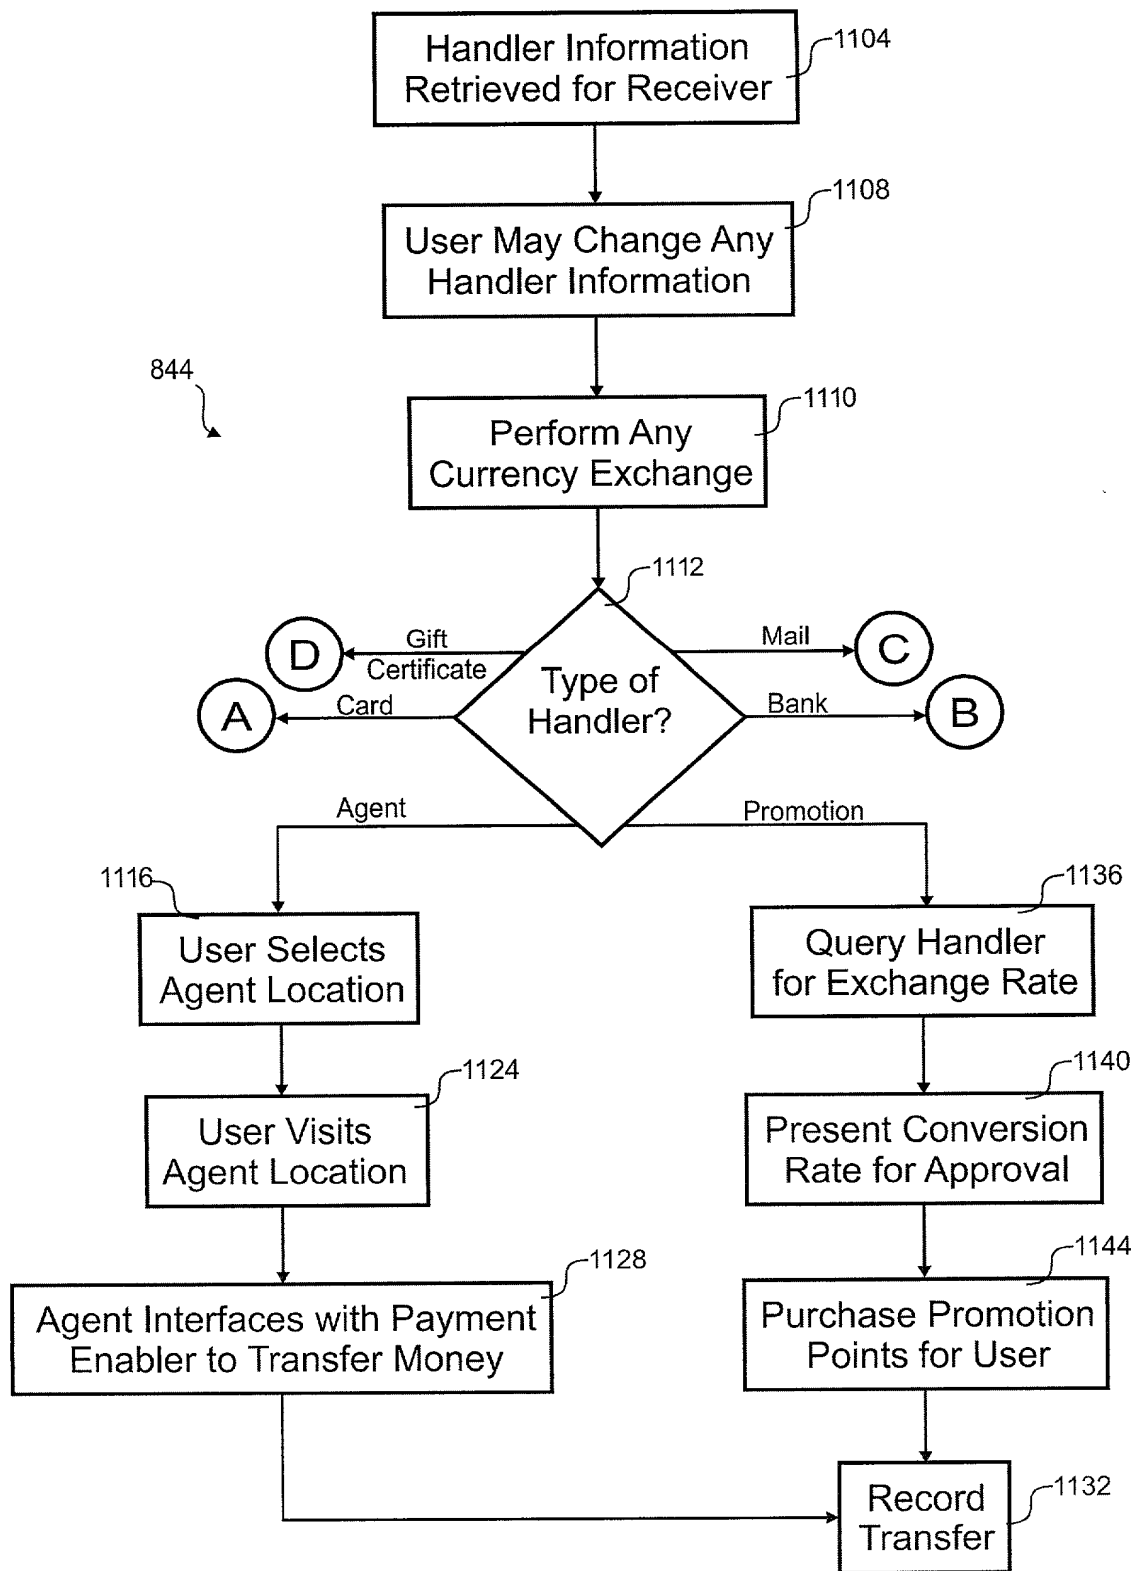 Handler Information
Retrieved for Receiver
1104
User May Change Any
Handler Information
1108
844
Perform Any
Currency Exchange
1110
1112
Type of
Handler?
D
Gift
Certificate
Mail
C
A
Card
Bank
B
Agent
Promotion
1116
User Selects
Agent Location
1136
Query Handler
for Exchange Rate
1124
User Visits
Agent Location
1140
Present Conversion
Rate for Approval
1128
Agent Interfaces with Payment
Enabler to Transfer Money
1144
Purchase Promotion
Points for User
1132
Record
Transfer